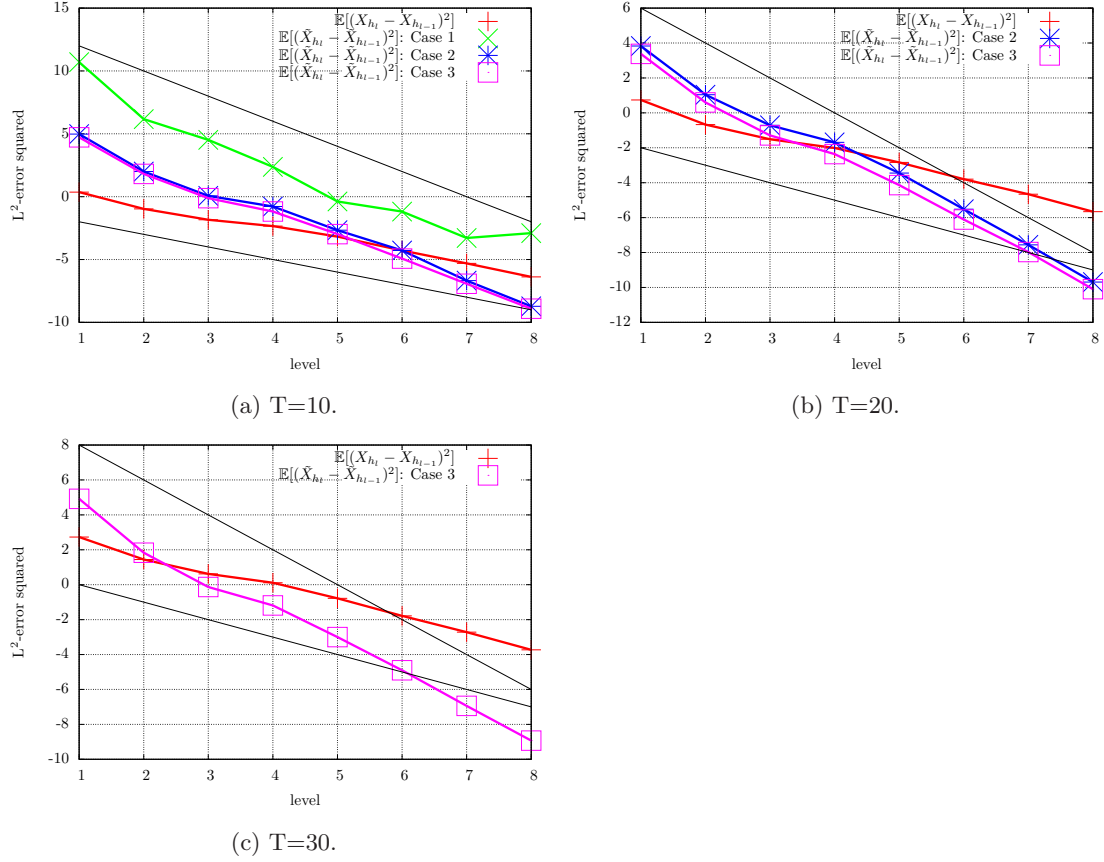 15
10
5
0
-5
-10
L²-error squared
1 2 3 4 5 6 7 8
level
𝔼[(X_{h_l} − X_{h_{l−1}})²]
𝔼[(X̃_{h_l} − X̃_{h_{l−1}})²]: Case 1
𝔼[(X̃_{h_l} − X̃_{h_{l−1}})²]: Case 2
𝔼[(X̃_{h_l} − X̃_{h_{l−1}})²]: Case 3
(a) T=10.
6
4
2
0
-2
-4
-6
-8
-10
-12
L²-error squared
1 2 3 4 5 6 7 8
level
𝔼[(X_{h_l} − X_{h_{l−1}})²]
𝔼[(X̃_{h_l} − X̃_{h_{l−1}})²]: Case 2
𝔼[(X̃_{h_l} − X̃_{h_{l−1}})²]: Case 3
(b) T=20.
8
6
4
2
0
-2
-4
-6
-8
-10
L²-error squared
1 2 3 4 5 6 7 8
level
𝔼[(X_{h_l} − X_{h_{l−1}})²]
𝔼[(X̃_{h_l} − X̃_{h_{l−1}})²]: Case 3
(c) T=30.